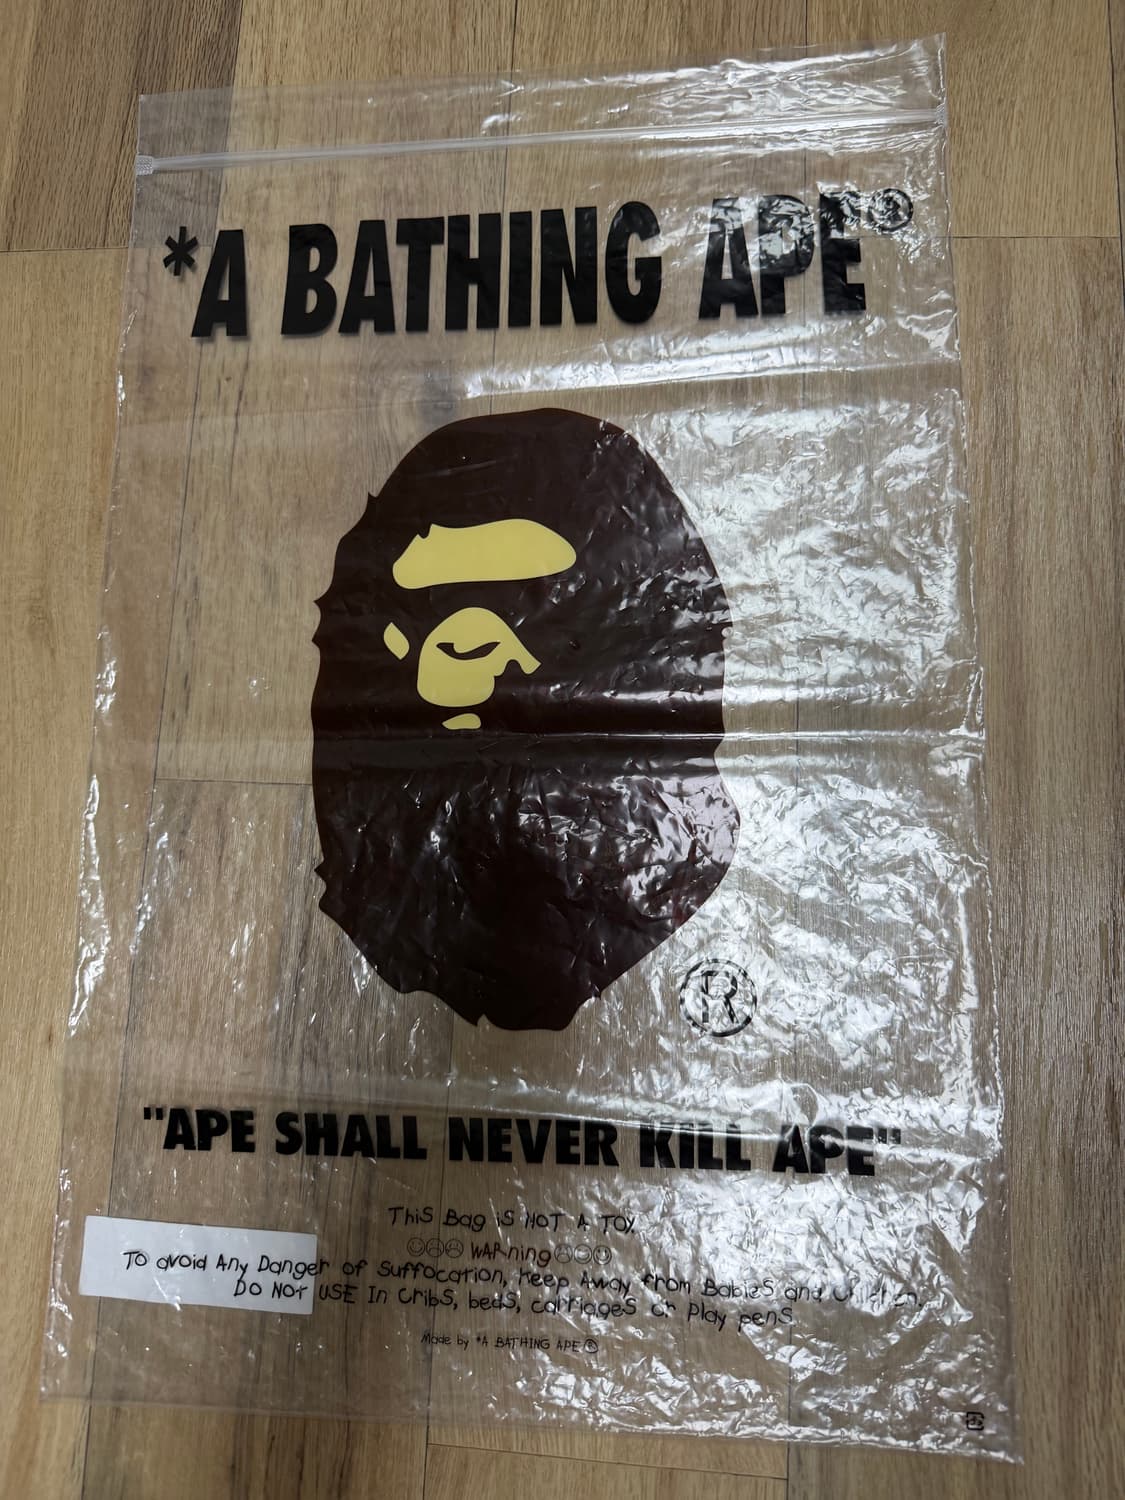 *A BATHING APE®
®
"APE SHALL NEVER KILL APE"
This Bag iS NOT A TOY.
WARning
To avoid Any Danger of Suffocation, Keep Away from Babies and Children.
DO NOT USE In Cribs, beds, carriages or Play pens
Made by *A BATHING APE®